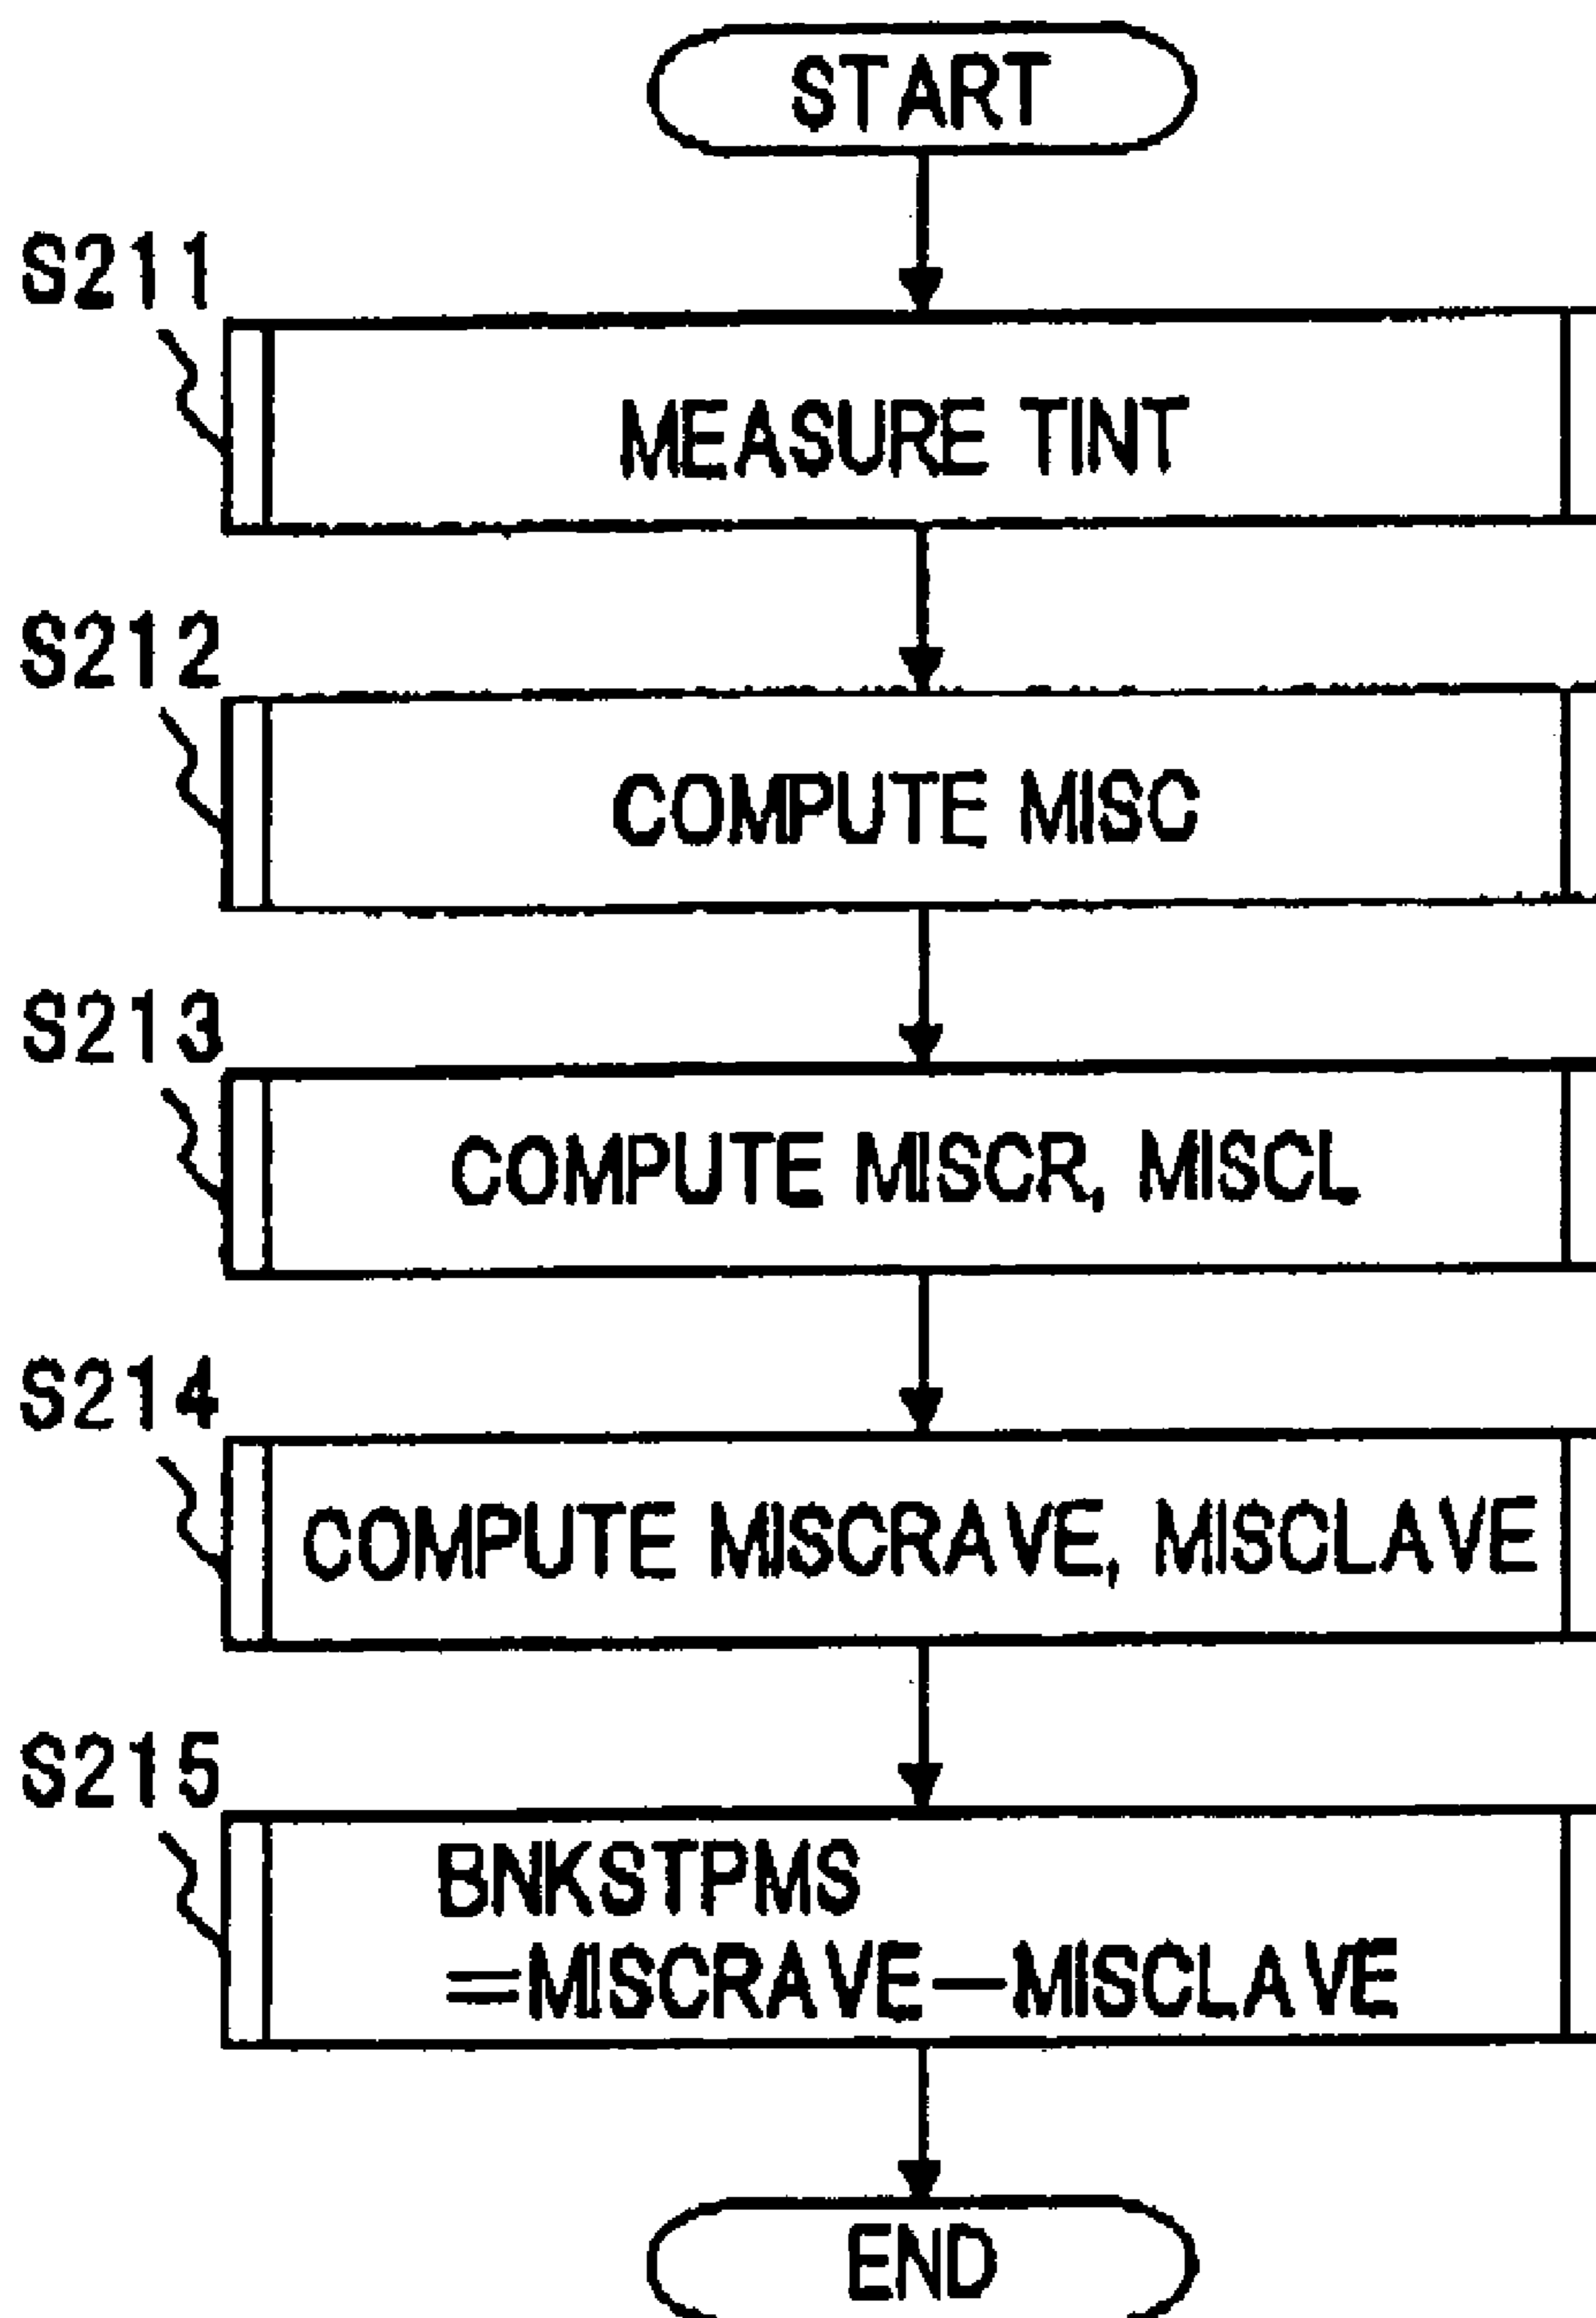 START
S211
MEASURE TINT
S212
COMPUTE MISC
S213
COMPUTE MISCR, MISCL
S214
COMPUTE MISCRAVE, MISCLAVE
S215
BNKSTPMS
=MISCRAVE−MISCLAVE
END